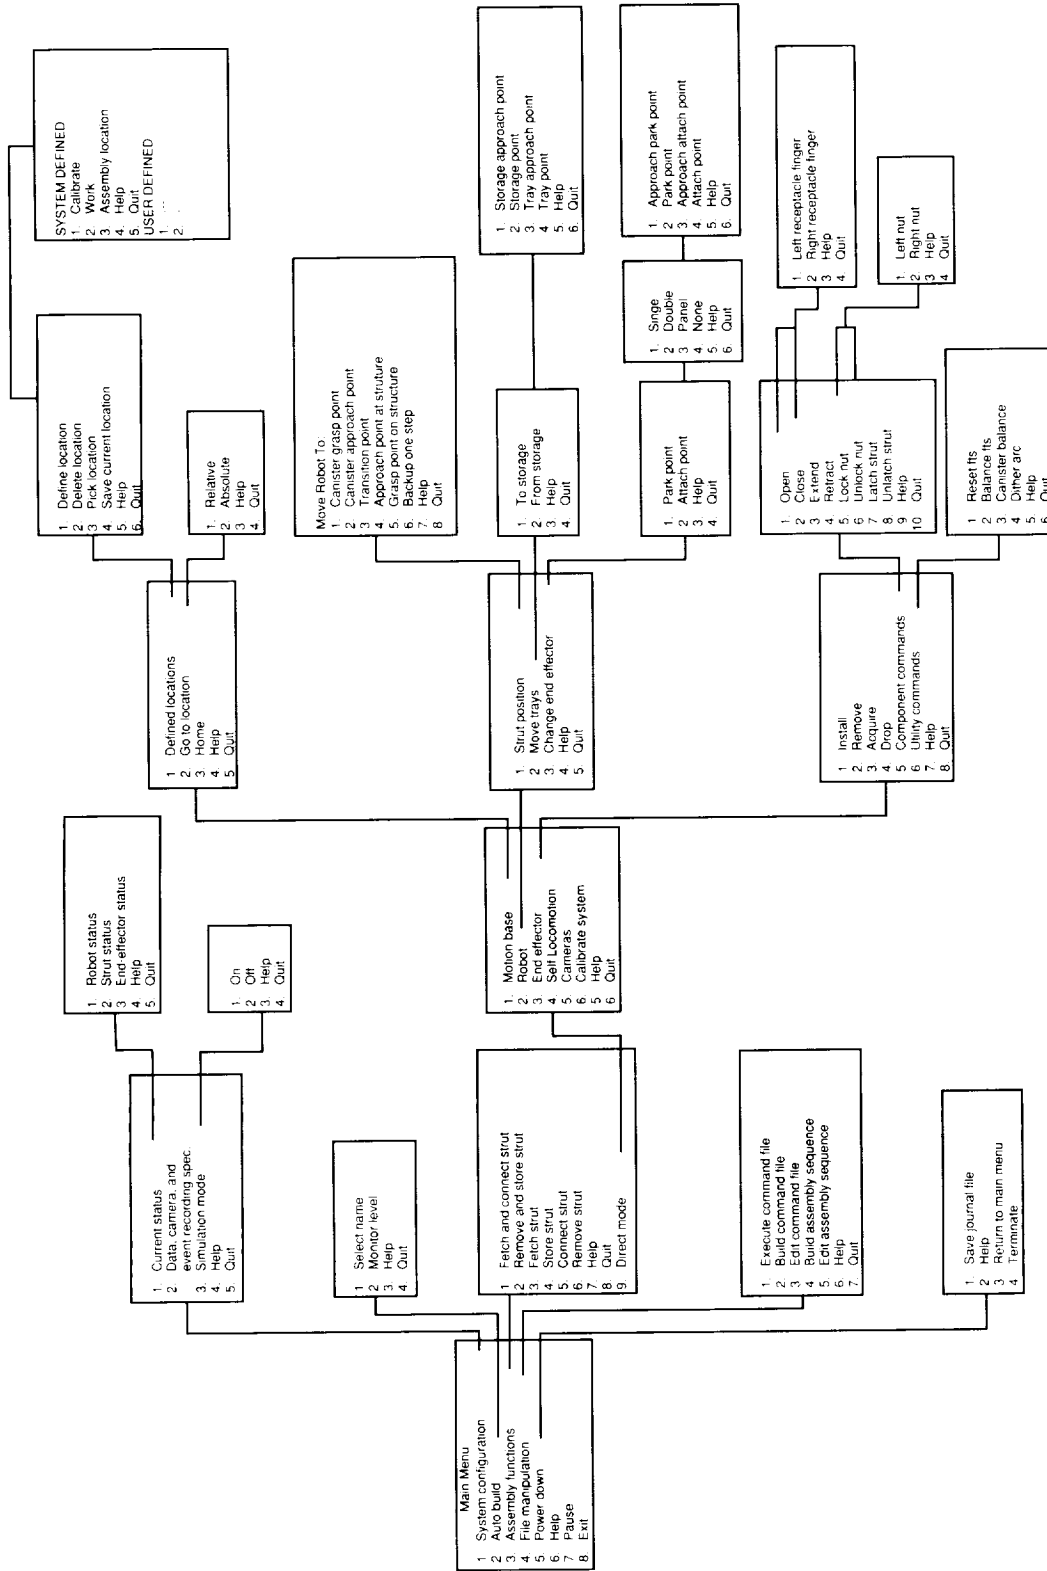 Main Menu
1 System configuration
2 Auto build
3. Assembly functions
4. File manipulation
5 Power down
6. Help
7 Pause
8 Exit
1. Current status
2. Data, camera, and
event recording spec.
3. Simulation mode
4. Help
5 Quit
1. Robot status
2. Strut status
3 End-effector status
4. Help
5 Quit
1. On
2 Off
3. Help
4 Quit
1 Select name
2 Monitor level
3 Help
4 Quit
1 Fetch and connect strut
2 Remove and store strut
3 Fetch strut
4. Store strut
5 Connect strut
6 Remove strut
7 Help
8 Quit
9 Direct mode
1. Execute command file
2. Build command file
3 Edit command file
4 Build assembly sequence
5. Edit assembly sequence
6 Help
7. Quit
1. Save journal file
2 Help
3 Return to main menu
4 Terminate
1. Motion base
2. Robot
3. End effector
4. Self Locomotion
5 Cameras
6. Calibrate system
5 Help
6 Quit
1 Defined locations
2 Go to location
3 Home
4 Help
5 Quit
1 Define location
2 Delete location
3 Pick location
4 Save current location
5 Help
6. Quit
SYSTEM DEFINED
1. Calibrate
2. Work
3. Assembly location
4. Help
5. Quit
USER DEFINED
1.
2
1. Relative
2 Absolute
3 Help
4 Quit
1. Strut position
2 Move trays
3. Change end effector
4. Help
5. Quit
Move Robot To
1. Canister grasp point
2 Canister approach point
3. Transition point
4. Approach point at struture
5. Grasp point on structure
6. Backup one step
7. Help
8 Quit
1. To storage
2. From storage
3. Help
4. Quit
1. Storage approach point
2. Storage point
3. Tray approach point
4 Tray point
5. Help
6. Quit
1. Park point
2 Attach point
3. Help
4. Quit
1. Singe
2 Double
3 Panel
4 None
5. Help
6. Quit
1. Approach park point
2 Park point
3 Approach attach point
4 Attach point
5 Help
6. Quit
1 Install
2 Remove
3 Acquire
4 Drop
5 Component commands
6 Utility commands
7. Help
8. Quit
1. Open
2 Close
3 Extend
4. Retract
5. Lock nut
6 Unlock nut
7 Latch strut
8 Unlatch strut
9 Help
10 Quit
1. Left receptacle finger
2 Right receptacle finger
3 Help
4. Quit
1. Left nut
2 Right nut
3 Help
4 Quit
1 Reset fts
2 Balance fts
3 Canister balance
4 Dither arc
5 Help
6 Quit